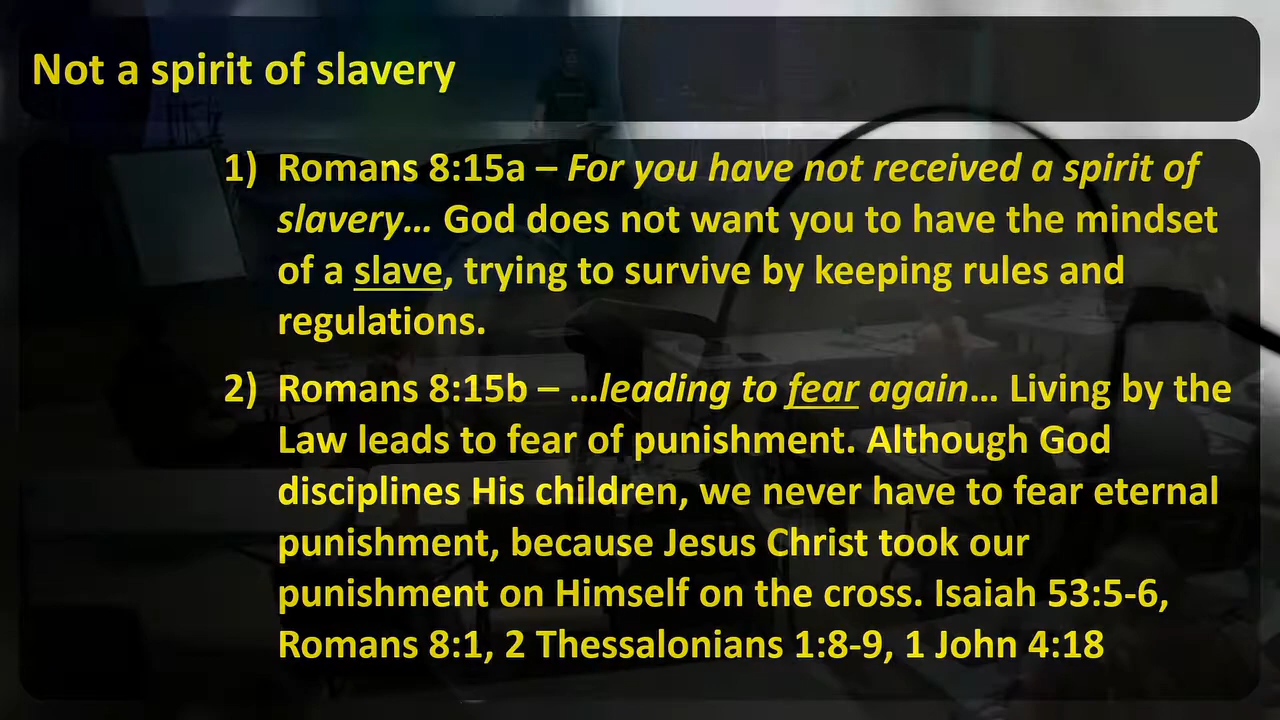 Not a spirit of slavery
1) Romans 8:15a – For you have not received a spirit of
slavery… God does not want you to have the mindset
of a slave, trying to survive by keeping rules and
regulations.
2) Romans 8:15b – …leading to fear again… Living by the
Law leads to fear of punishment. Although God
disciplines His children, we never have to fear eternal
punishment, because Jesus Christ took our
punishment on Himself on the cross. Isaiah 53:5-6,
Romans 8:1, 2 Thessalonians 1:8-9, 1 John 4:18